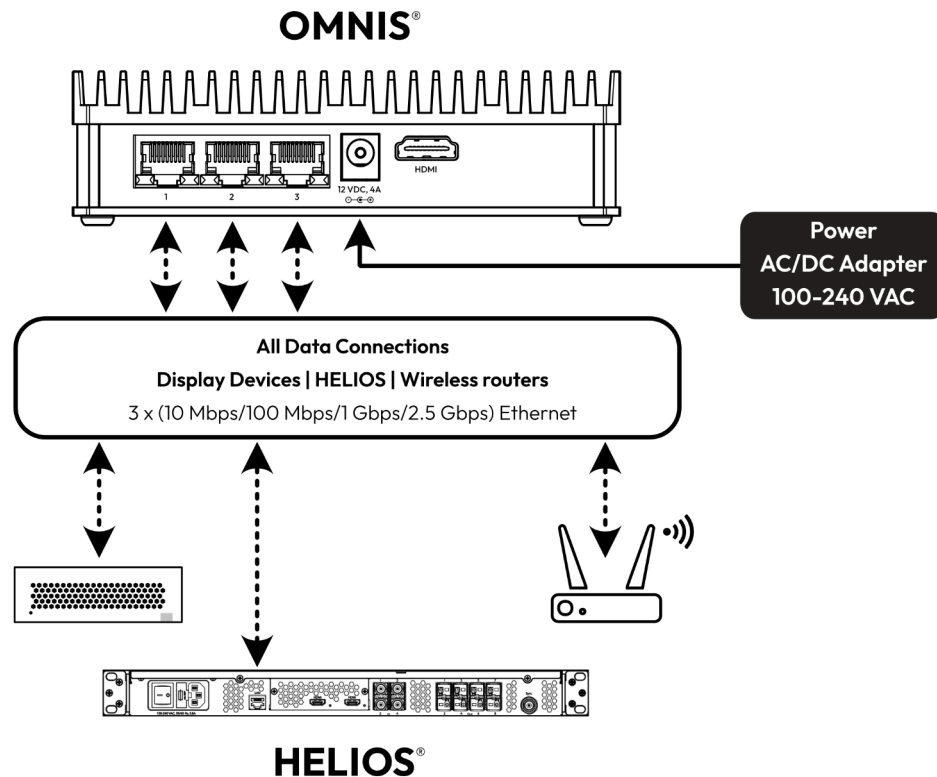 OMNIS®
1 2 3
12 VDC, 4A
HDMI
Power
AC/DC Adapter
100-240 VAC
All Data Connections
Display Devices | HELIOS | Wireless routers
3 x (10 Mbps/100 Mbps/1 Gbps/2.5 Gbps) Ethernet
HELIOS®